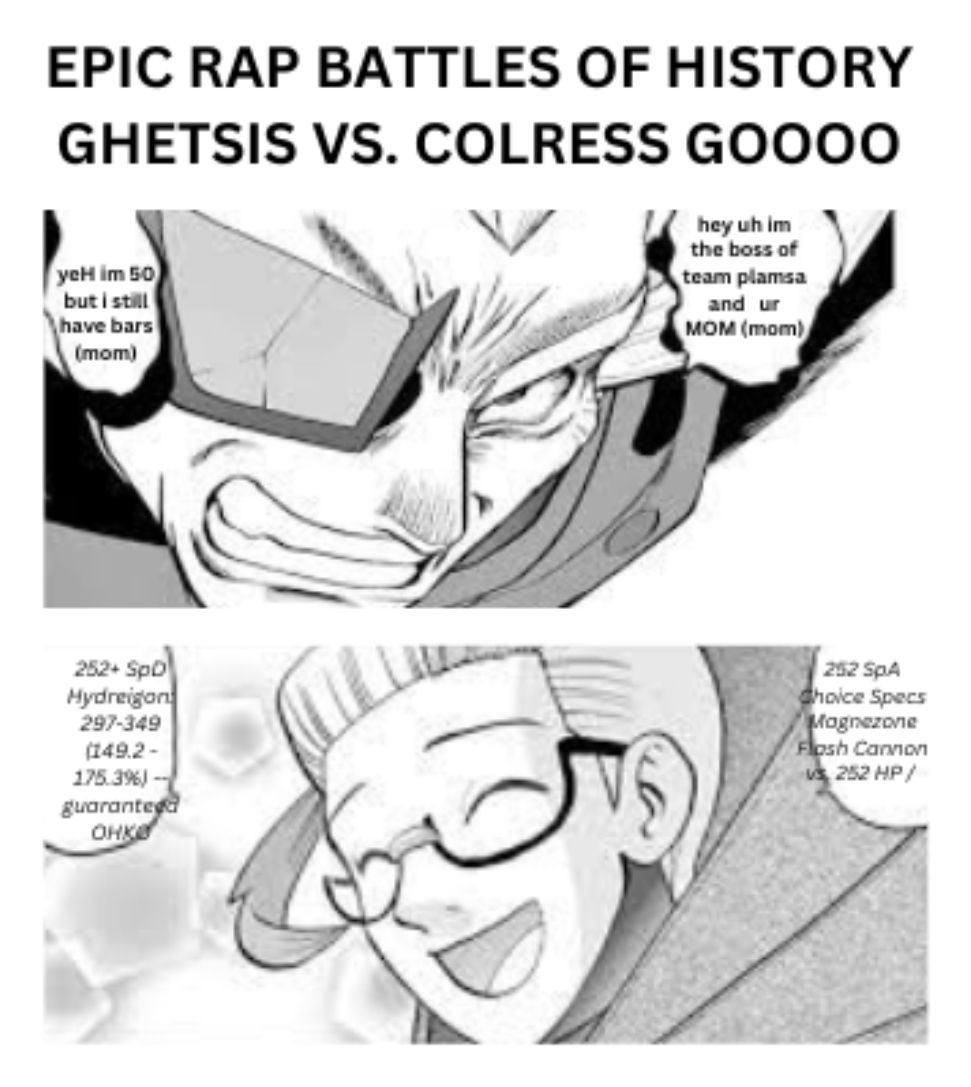 EPIC RAP BATTLES OF HISTORY
GHETSIS VS. COLRESS GOOOO
hey uh im
the boss of
team plamsa
and ur
MOM (mom)
yeH im 50
but i still
have bars
(mom)
252 SpA
Choice Specs
Magnezone
Flash Cannon
vs. 252 HP /
252+ SpD
Hydreigon:
297-349
(149.2 -
175.3%) --
guaranteed
OHKO